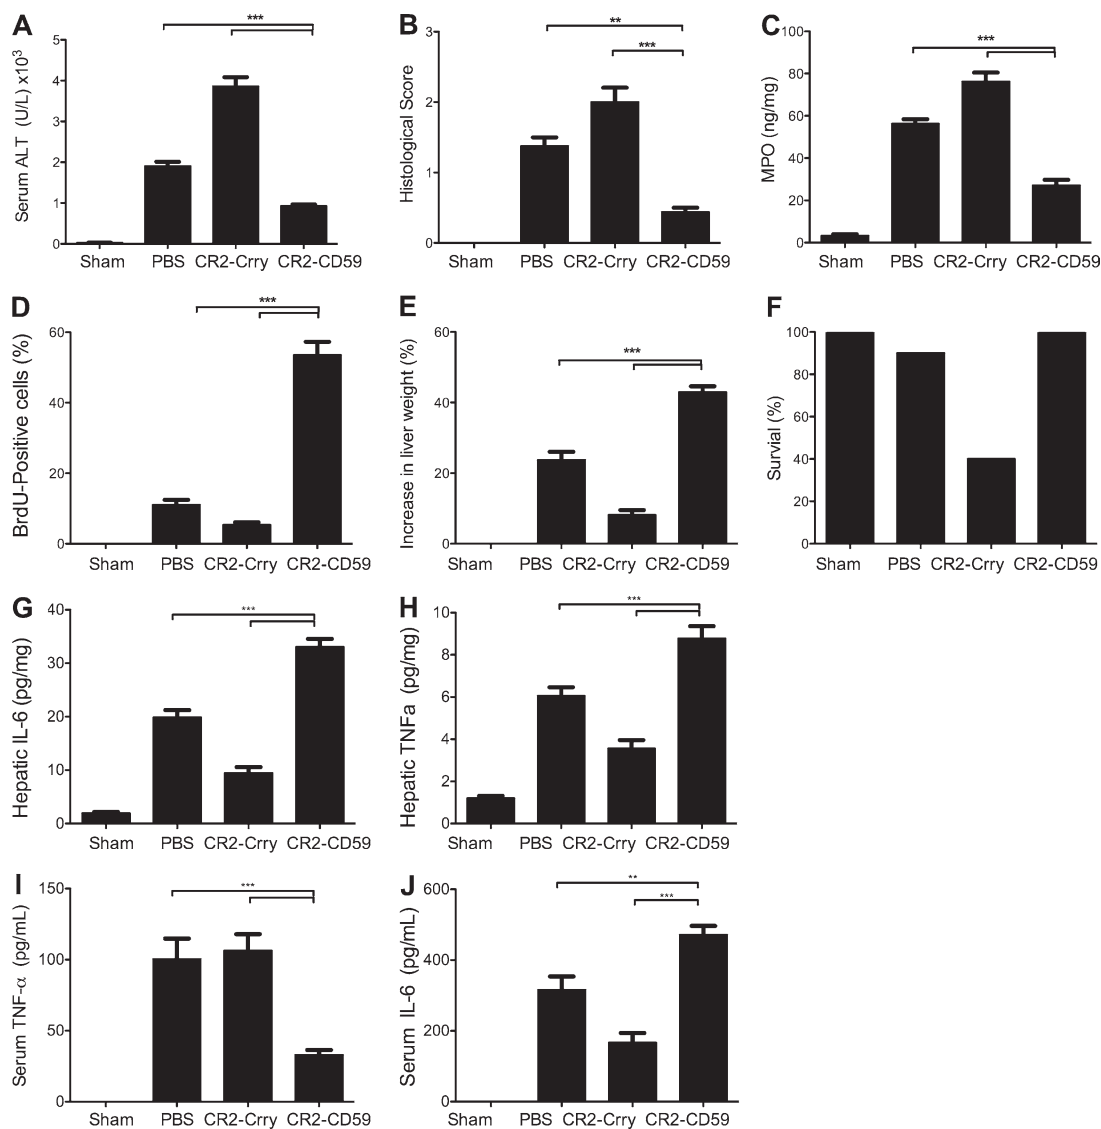 A
***
Serum ALT (U/L) x10³
5
4
3
2
1
0
Sham PBS CR2-Crry CR2-CD59
B
**
***
Histological Score
3
2
1
0
Sham PBS CR2-Crry CR2-CD59
C
***
MPO (ng/mg)
100
80
60
40
20
0
Sham PBS CR2-Crry CR2-CD59
D
***
BrdU-Positive cells (%)
60
40
20
0
Sham PBS CR2-Crry CR2-CD59
E
***
Increase in liver weight (%)
60
40
20
0
Sham PBS CR2-Crry CR2-CD59
F
Survial (%)
100
80
60
40
20
0
Sham PBS CR2-Crry CR2-CD59
G
***
Hepatic IL-6 (pg/mg)
40
30
20
10
0
Sham PBS CR2-Crry CR2-CD59
H
***
Hepatic TNFa (pg/mg)
10
8
6
4
2
0
Sham PBS CR2-Crry CR2-CD59
I
***
Serum TNF-α (pg/mL)
150
100
50
0
Sham PBS CR2-Crry CR2-CD59
J
**
***
Serum IL-6 (pg/mL)
600
400
200
0
Sham PBS CR2-Crry CR2-CD59